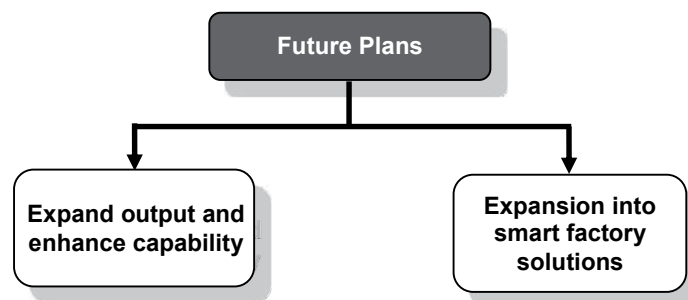 Future Plans
Expand output and
enhance capability
Expansion into
smart factory
solutions